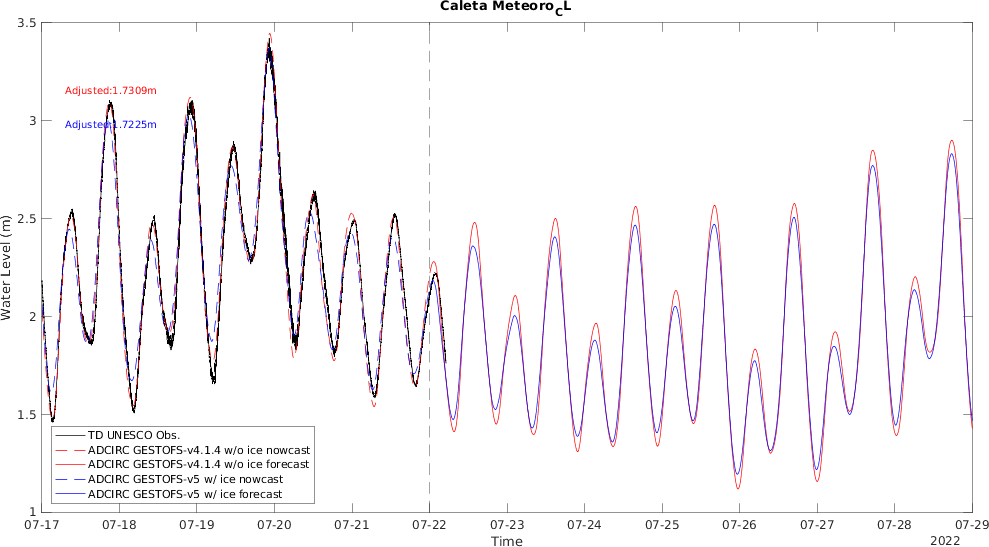 Caleta Meteoro_CL
3.5
3
2.5
2
1.5
1
Water Level (m)
Adjusted:1.7309m
Adjusted:1.7225m
TD UNESCO Obs.
ADCIRC GESTOFS-v4.1.4 w/o ice nowcast
ADCIRC GESTOFS-v4.1.4 w/o ice forecast
ADCIRC GESTOFS-v5 w/ ice nowcast
ADCIRC GESTOFS-v5 w/ ice forecast
07-17 07-18 07-19 07-20 07-21 07-22 07-23 07-24 07-25 07-26 07-27 07-28 07-29
Time
2022